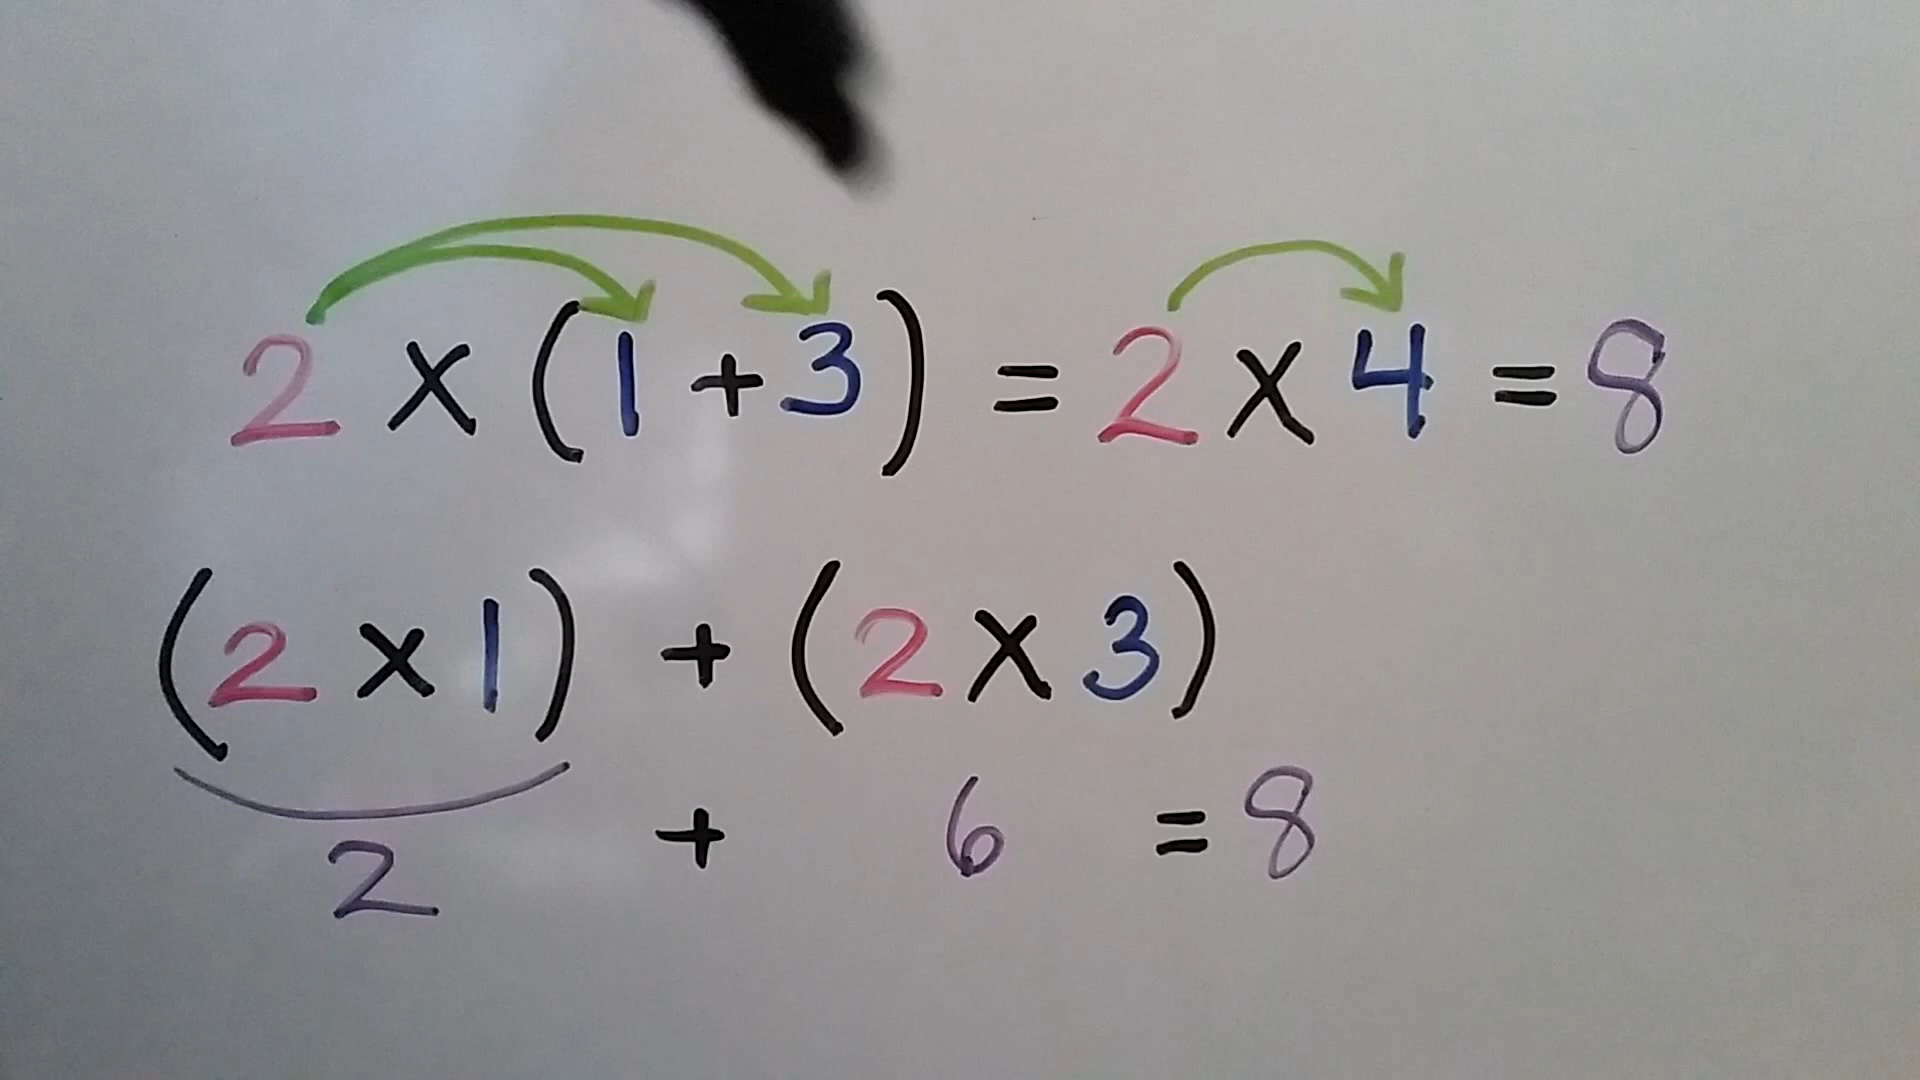 2 × (1 + 3) = 2 × 4 = 8
(2 × 1) + (2 × 3)
2 + 6 = 8